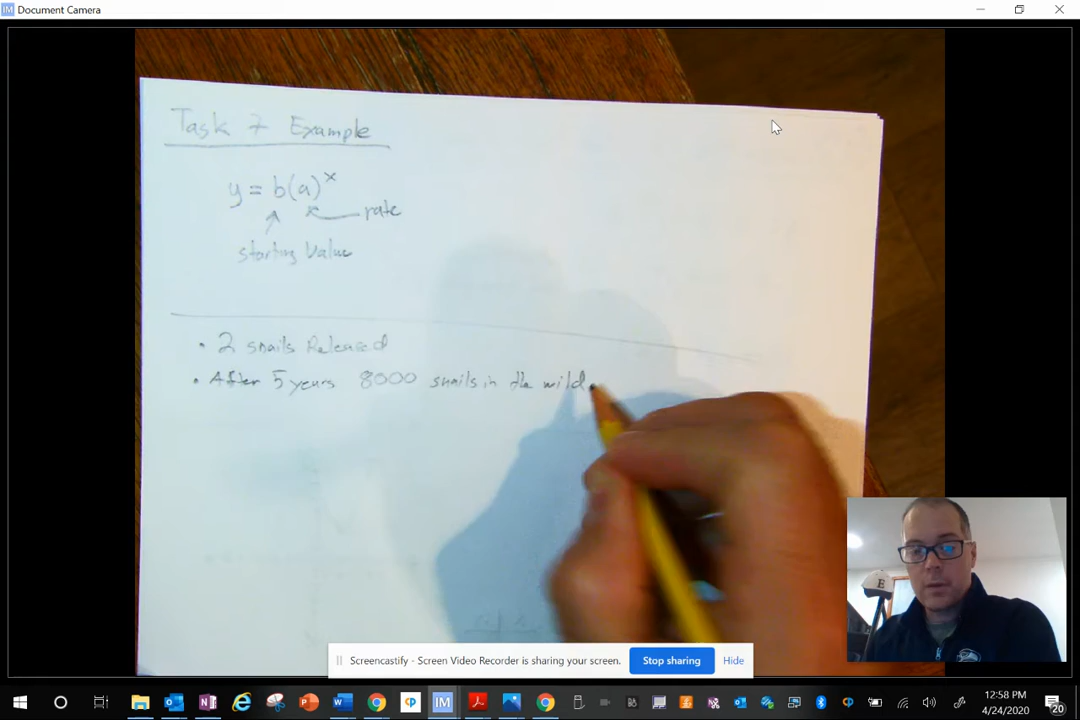 Document Camera
Task 7 Example
y = b(a)^x
rate
starting Value
• 2 snails Released
• After 5 years 8000 snails in the wild
E
Screencastify - Screen Video Recorder is sharing your screen.
Stop sharing
Hide
12:58 PM
4/24/2020
20